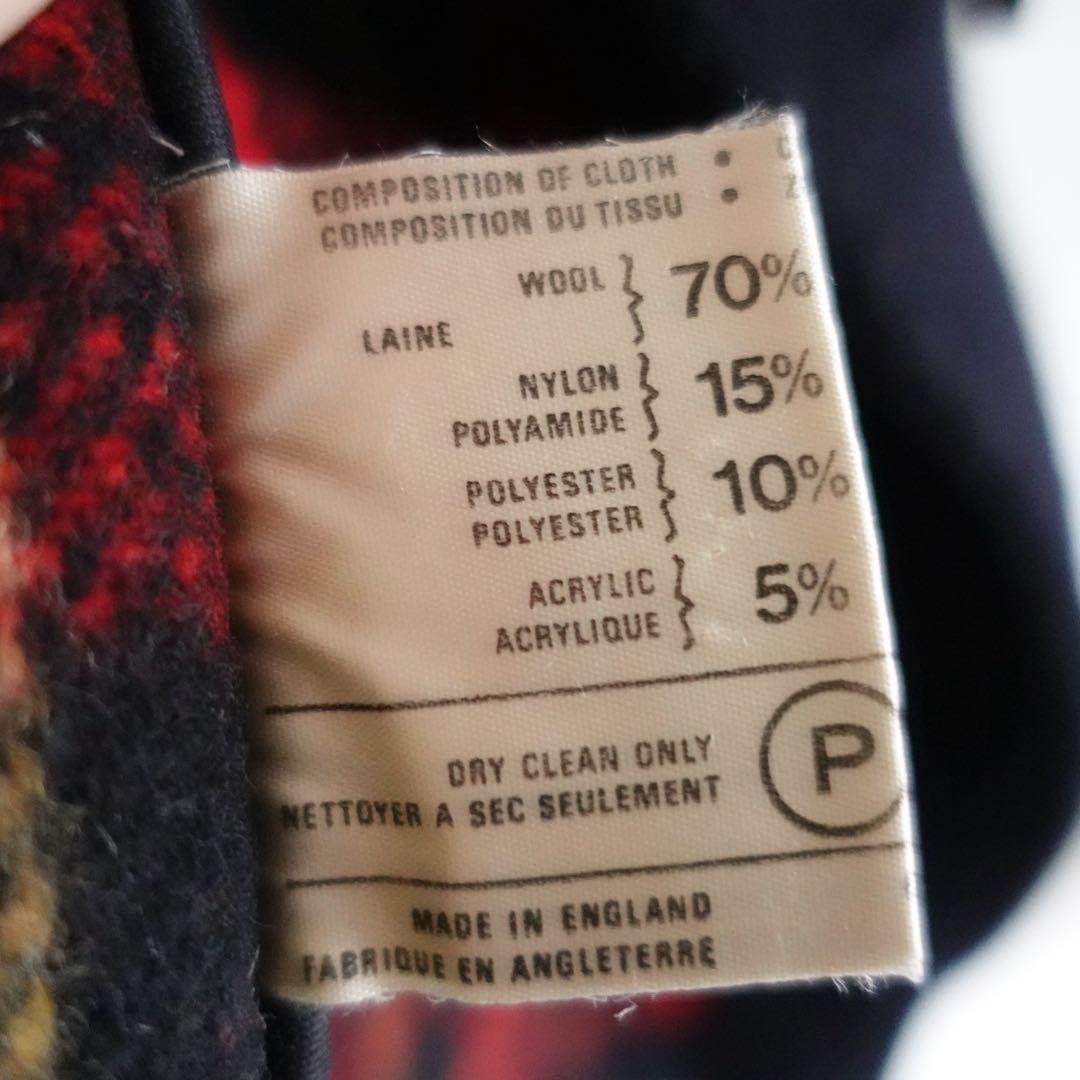 COMPOSITION OF CLOTH :
COMPOSITION DU TISSU
WOOL } 70%
LAINE
NYLON } 15%
POLYAMIDE
POLYESTER } 10%
POLYESTER
ACRYLIC } 5%
ACRYLIQUE
DRY CLEAN ONLY
NETTOYER A SEC SEULEMENT
P
MADE IN ENGLAND
FABRIQUE EN ANGLETERRE